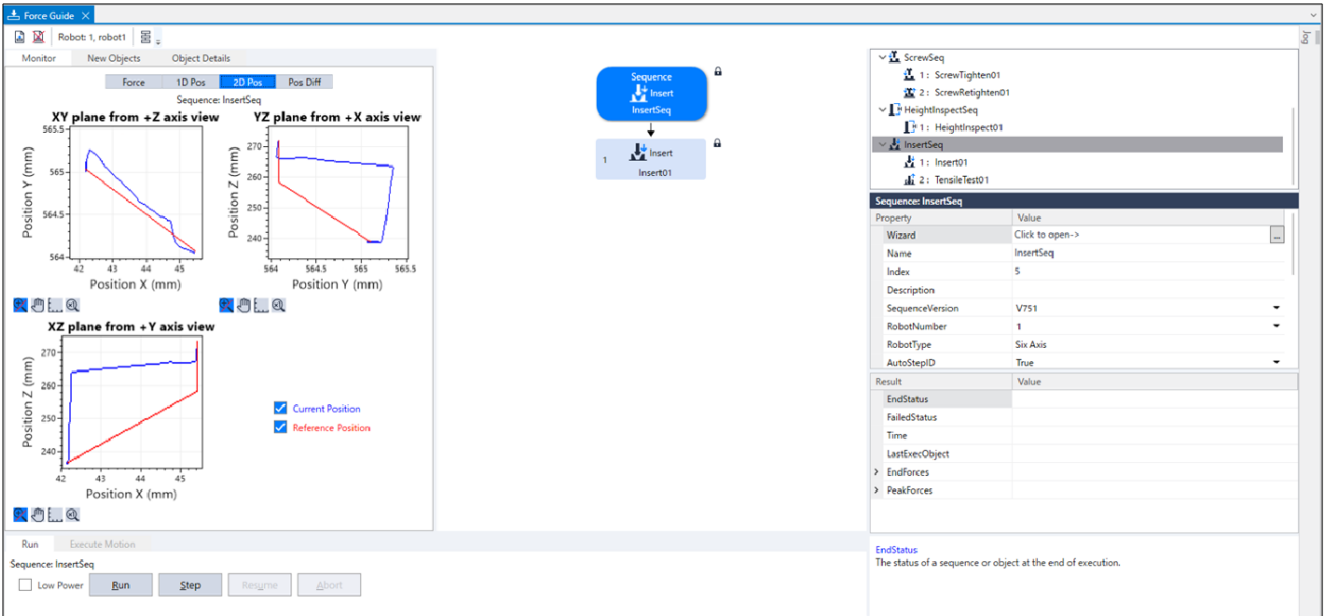 Force Guide
Robot: 1, robot1
Jog
Monitor
New Objects
Object Details
Force
1D Pos
2D Pos
Pos Diff
Sequence: InsertSeq
XY plane from +Z axis view
565.5
565
564.5
564
Position Y (mm)
42 43 44 45
Position X (mm)
YZ plane from +X axis view
270
260
250
240
Position Z (mm)
564 564.5 565 565.5
Position Y (mm)
XZ plane from +Y axis view
270
260
250
240
Position Z (mm)
42 43 44 45
Position X (mm)
Current Position
Reference Position
Sequence
Insert
InsertSeq
1
Insert
Insert01
ScrewSeq
1: ScrewTighten01
2: ScrewRetighten01
HeightInspectSeq
1: HeightInspect01
InsertSeq
1: Insert01
2: TensileTest01
Sequence: InsertSeq
Property Value
Wizard Click to open-> ...
Name InsertSeq
Index 5
Description
SequenceVersion V751
RobotNumber 1
RobotType Six Axis
AutoStepID True
Result Value
EndStatus
FailedStatus
Time
LastExecObject
EndForces
PeakForces
EndStatus
The status of a sequence or object at the end of execution.
Run
Execute Motion
Sequence: InsertSeq
Low Power
Run
Step
Resume
Abort